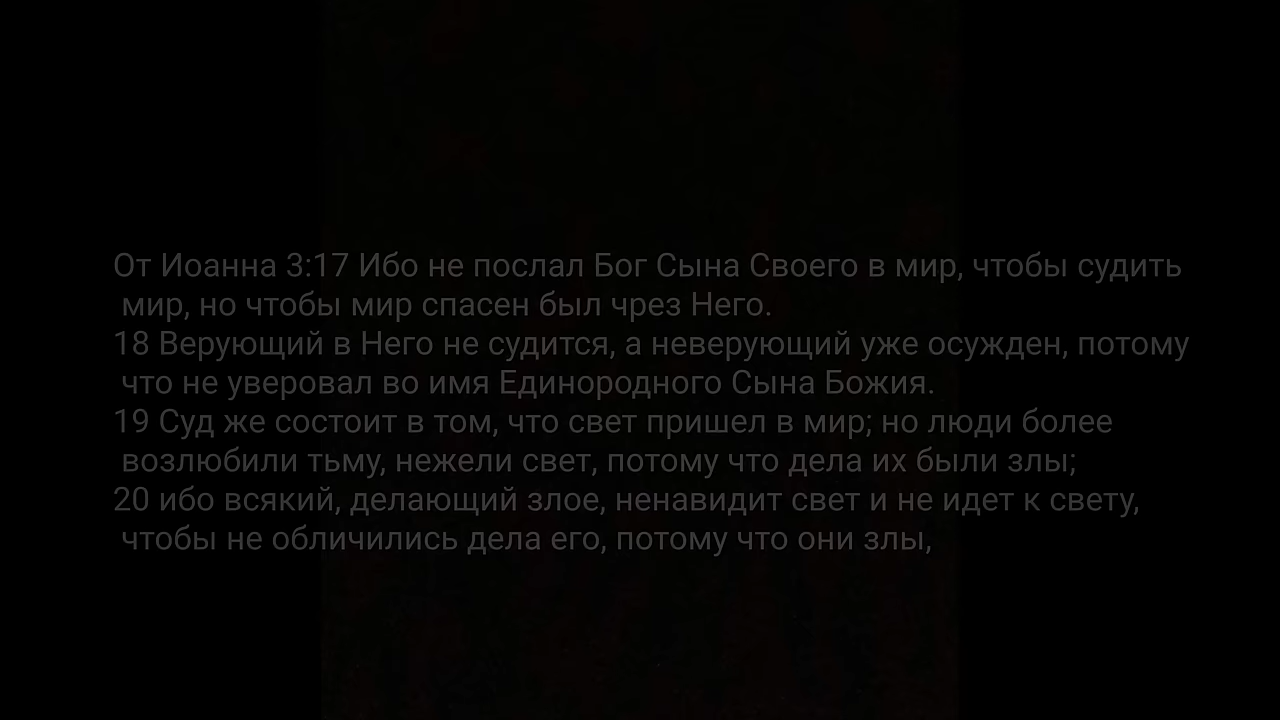 От Иоанна 3:17 Ибо не послал Бог Сына Своего в мир, чтобы судить
мир, но чтобы мир спасен был чрез Него.
18 Верующий в Него не судится, а неверующий уже осужден, потому
что не уверовал во имя Единородного Сына Божия.
19 Суд же состоит в том, что свет пришел в мир; но люди более
возлюбили тьму, нежели свет, потому что дела их были злы;
20 ибо всякий, делающий злое, ненавидит свет и не идет к свету,
чтобы не обличились дела его, потому что они злы,